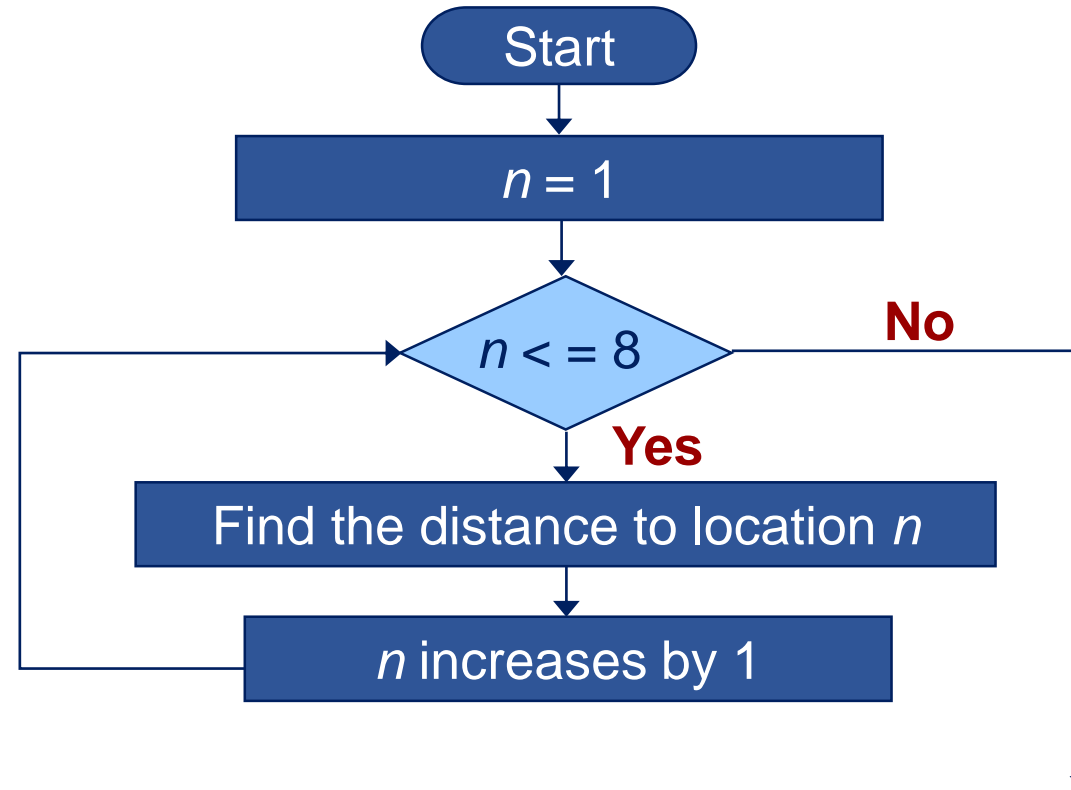 Start
n = 1
n < = 8
No
Yes
Find the distance to location n
n increases by 1